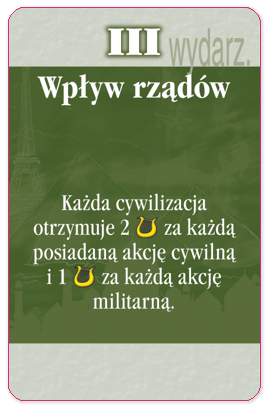 III wydarz.
Wpływ rządów
Każda cywilizacja
otrzymuje 2 za każdą
posiadaną akcję cywilną
i 1 za każdą akcję
militarną.